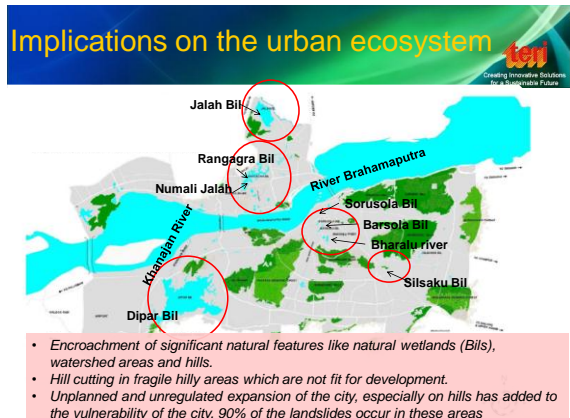 Implications on the urban ecosystem
teri
Creating Innovative Solutions
for a Sustainable Future
Jalah Bil
Rangagra Bil
Numali Jalah
River Brahamaputra
Sorusola Bil
Barsola Bil
Bharalu river
Khanajan River
Silsaku Bil
Dipar Bil
• Encroachment of significant natural features like natural wetlands (Bils),
watershed areas and hills.
• Hill cutting in fragile hilly areas which are not fit for development.
• Unplanned and unregulated expansion of the city, especially on hills has added to
the vulnerability of the city. 90% of the landslides occur in these areas